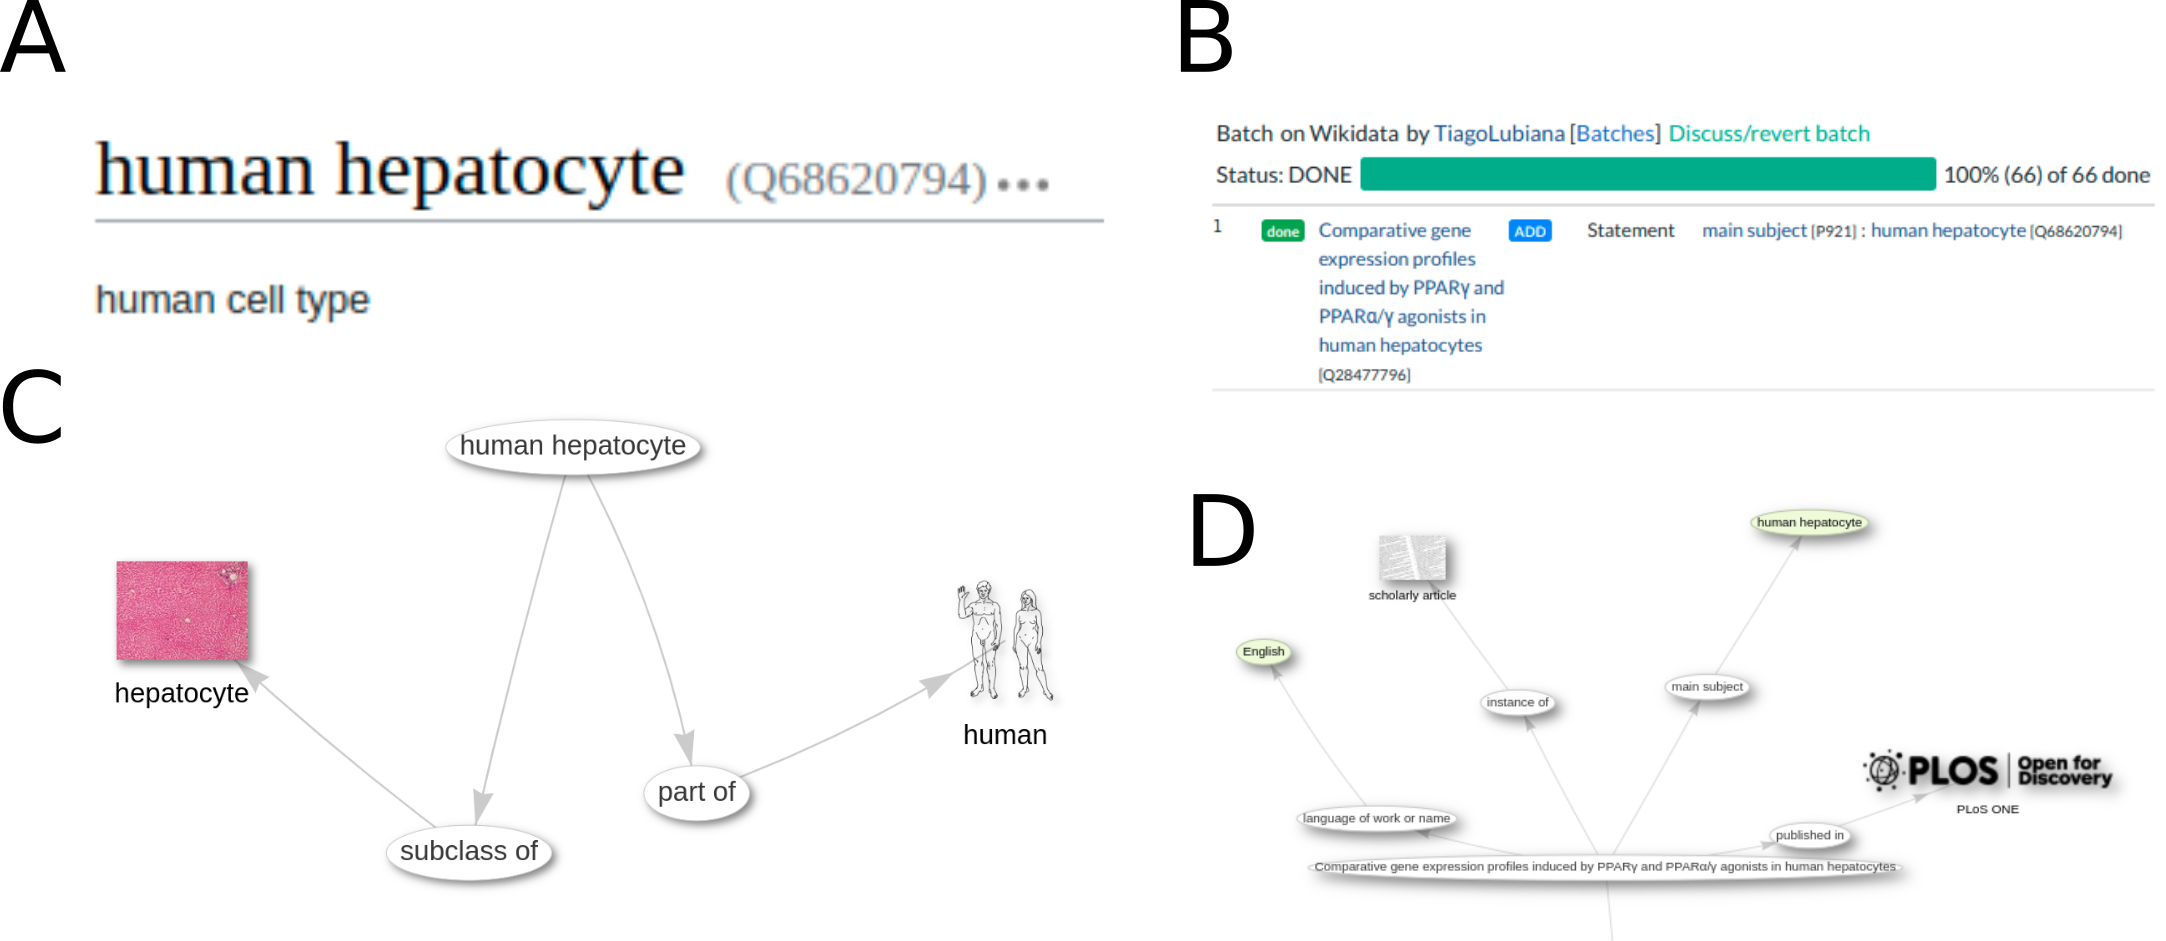 A
human hepatocyte (Q68620794) •••
human cell type
B
Batch on Wikidata by TiagoLubiana [Batches] Discuss/revert batch
Status: DONE 100% (66) of 66 done
1 done Comparative gene ADD Statement main subject [P921] : human hepatocyte [Q68620794]
expression profiles
induced by PPARγ and
PPARα/γ agonists in
human hepatocytes
[Q28477796]
C
human hepatocyte
hepatocyte
human
part of
subclass of
D
human hepatocyte
scholarly article
English
main subject
instance of
PLOS | Open for
Discovery
PLoS ONE
language of work or name
published in
Comparative gene expression profiles induced by PPARγ and PPARα/γ agonists in human hepatocytes